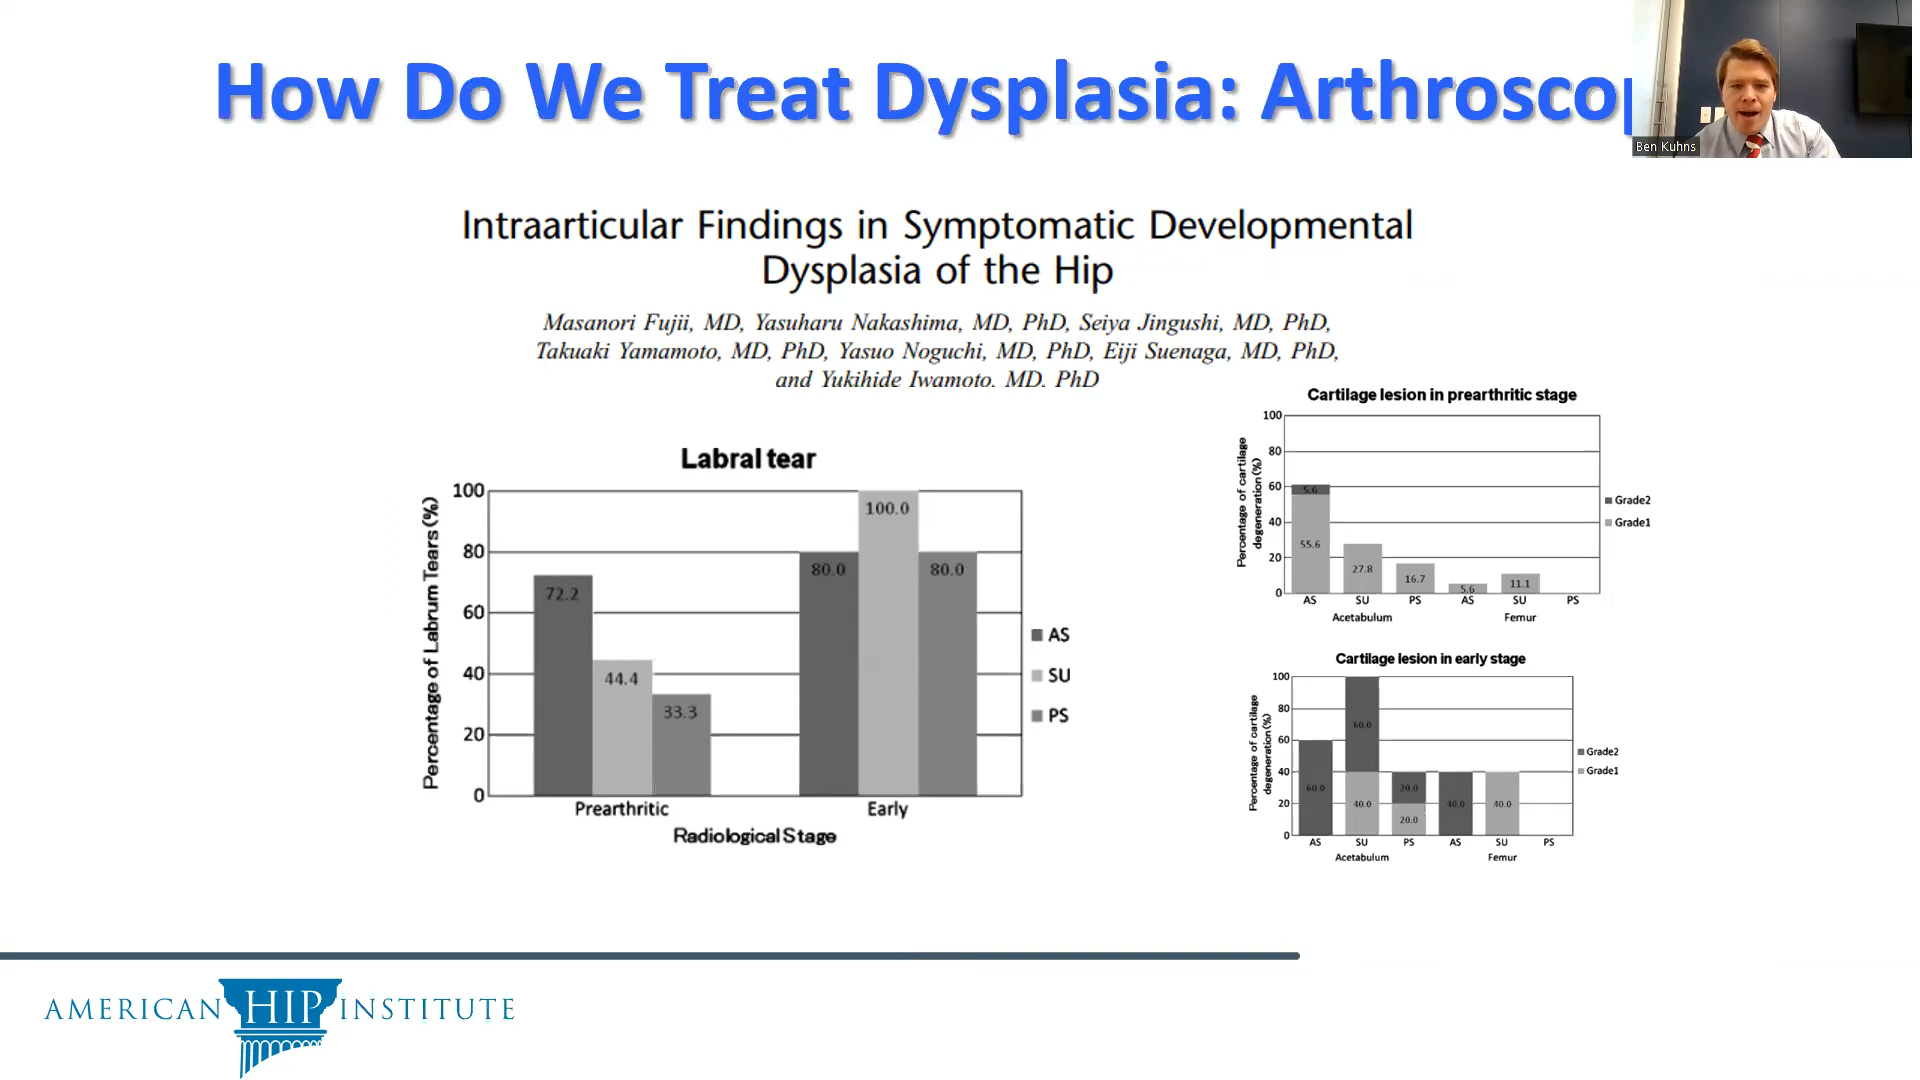 How Do We Treat Dysplasia: Arthroscop
Ben Kuhns
Intraarticular Findings in Symptomatic Developmental
Dysplasia of the Hip
Masanori Fujii, MD, Yasuharu Nakashima, MD, PhD, Seiya Jingushi, MD, PhD,
Takuaki Yamamoto, MD, PhD, Yasuo Noguchi, MD, PhD, Eiji Suenaga, MD, PhD,
and Yukihide Iwamoto, MD, PhD
Labral tear
Percentage of Labrum Tears(%)
100
80
60
40
20
0
72.2
44.4
33.3
80.0
100.0
80.0
Prearthritic
Early
Radiological Stage
AS
SU
PS
Cartilage lesion in prearthritic stage
Percentage of cartilage
degeneration(%)
100
80
60
40
20
0
5.6
55.6
27.8
16.7
5.6
11.1
AS SU PS AS SU PS
Acetabulum Femur
Grade2
Grade1
Cartilage lesion in early stage
Percentage of cartilage
degeneration(%)
100
80
60
40
20
0
60.0
60.0
40.0
20.0
20.0
40.0
40.0
AS SU PS AS SU PS
Acetabulum Femur
Grade2
Grade1
AMERICAN HIP INSTITUTE